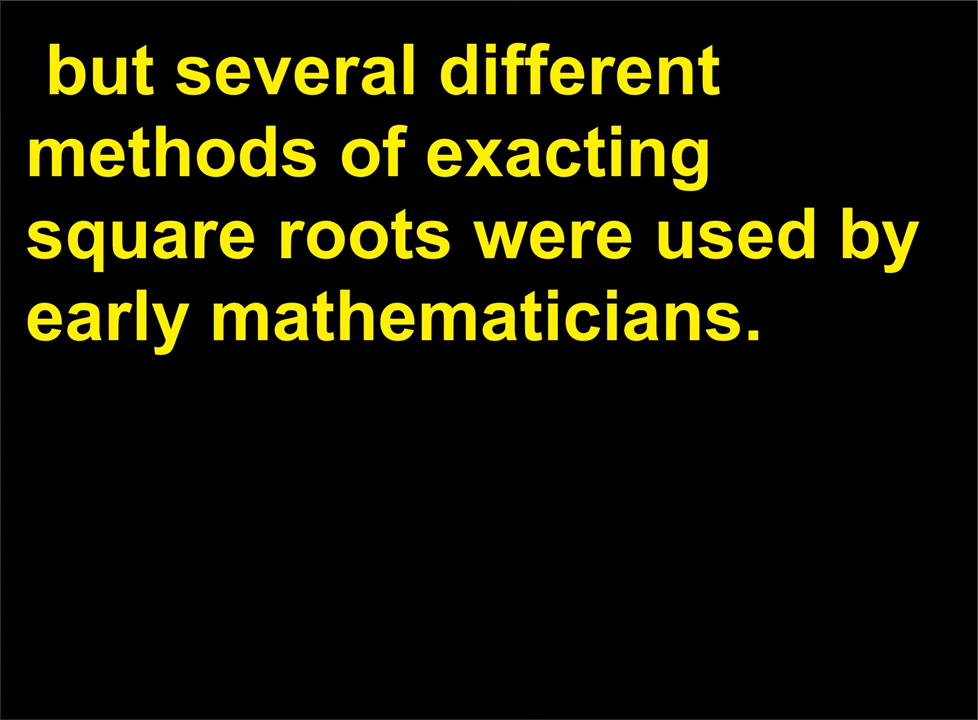 but several different
methods of exacting
square roots were used by
early mathematicians.